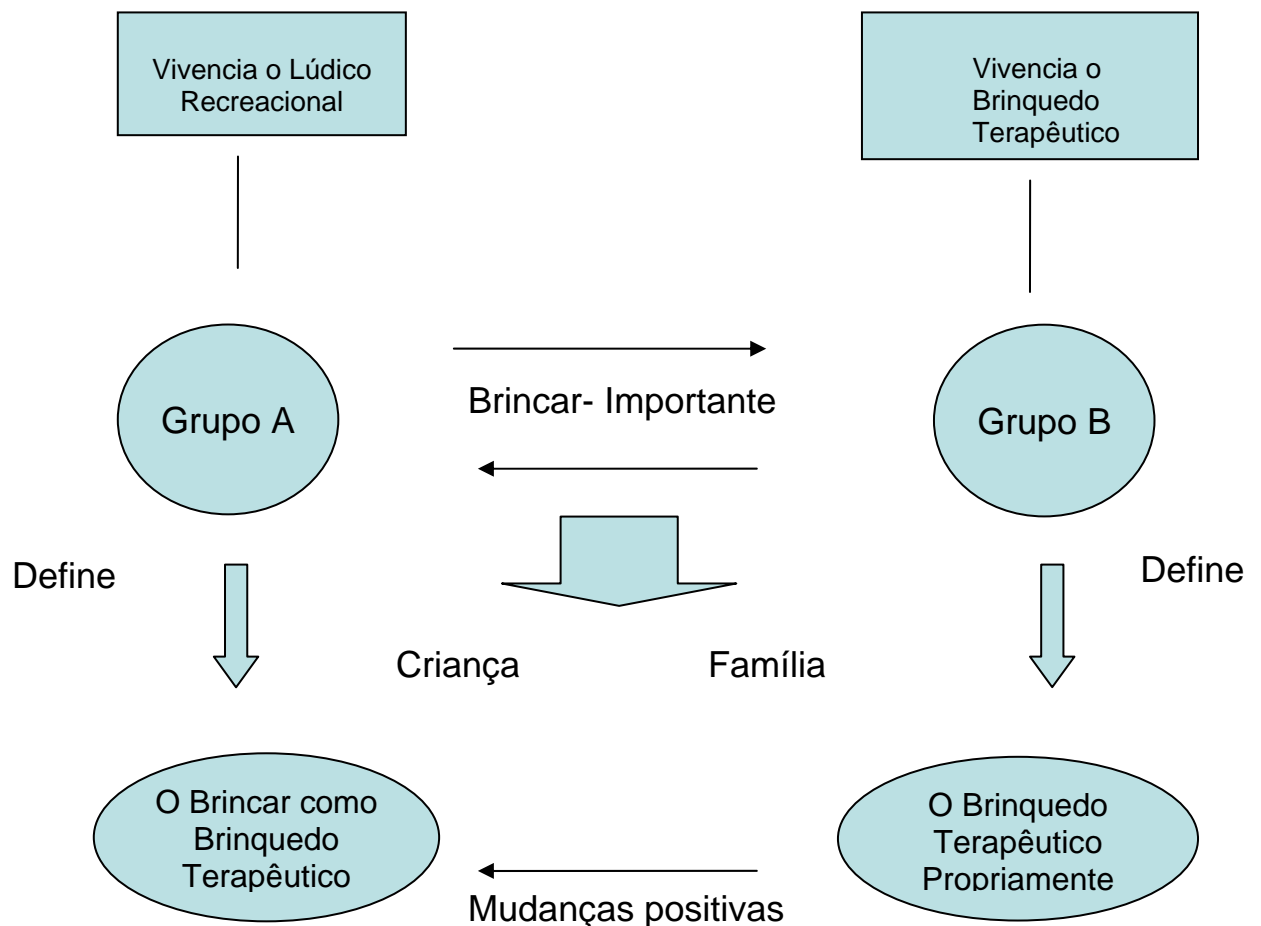 Vivencia o Lúdico
Recreacional
Vivencia o
Brinquedo
Terapêutico
Grupo A
Brincar- Importante
Grupo B
Define
Define
Criança
Família
O Brincar como
Brinquedo
Terapêutico
O Brinquedo
Terapêutico
Propriamente
Mudanças positivas